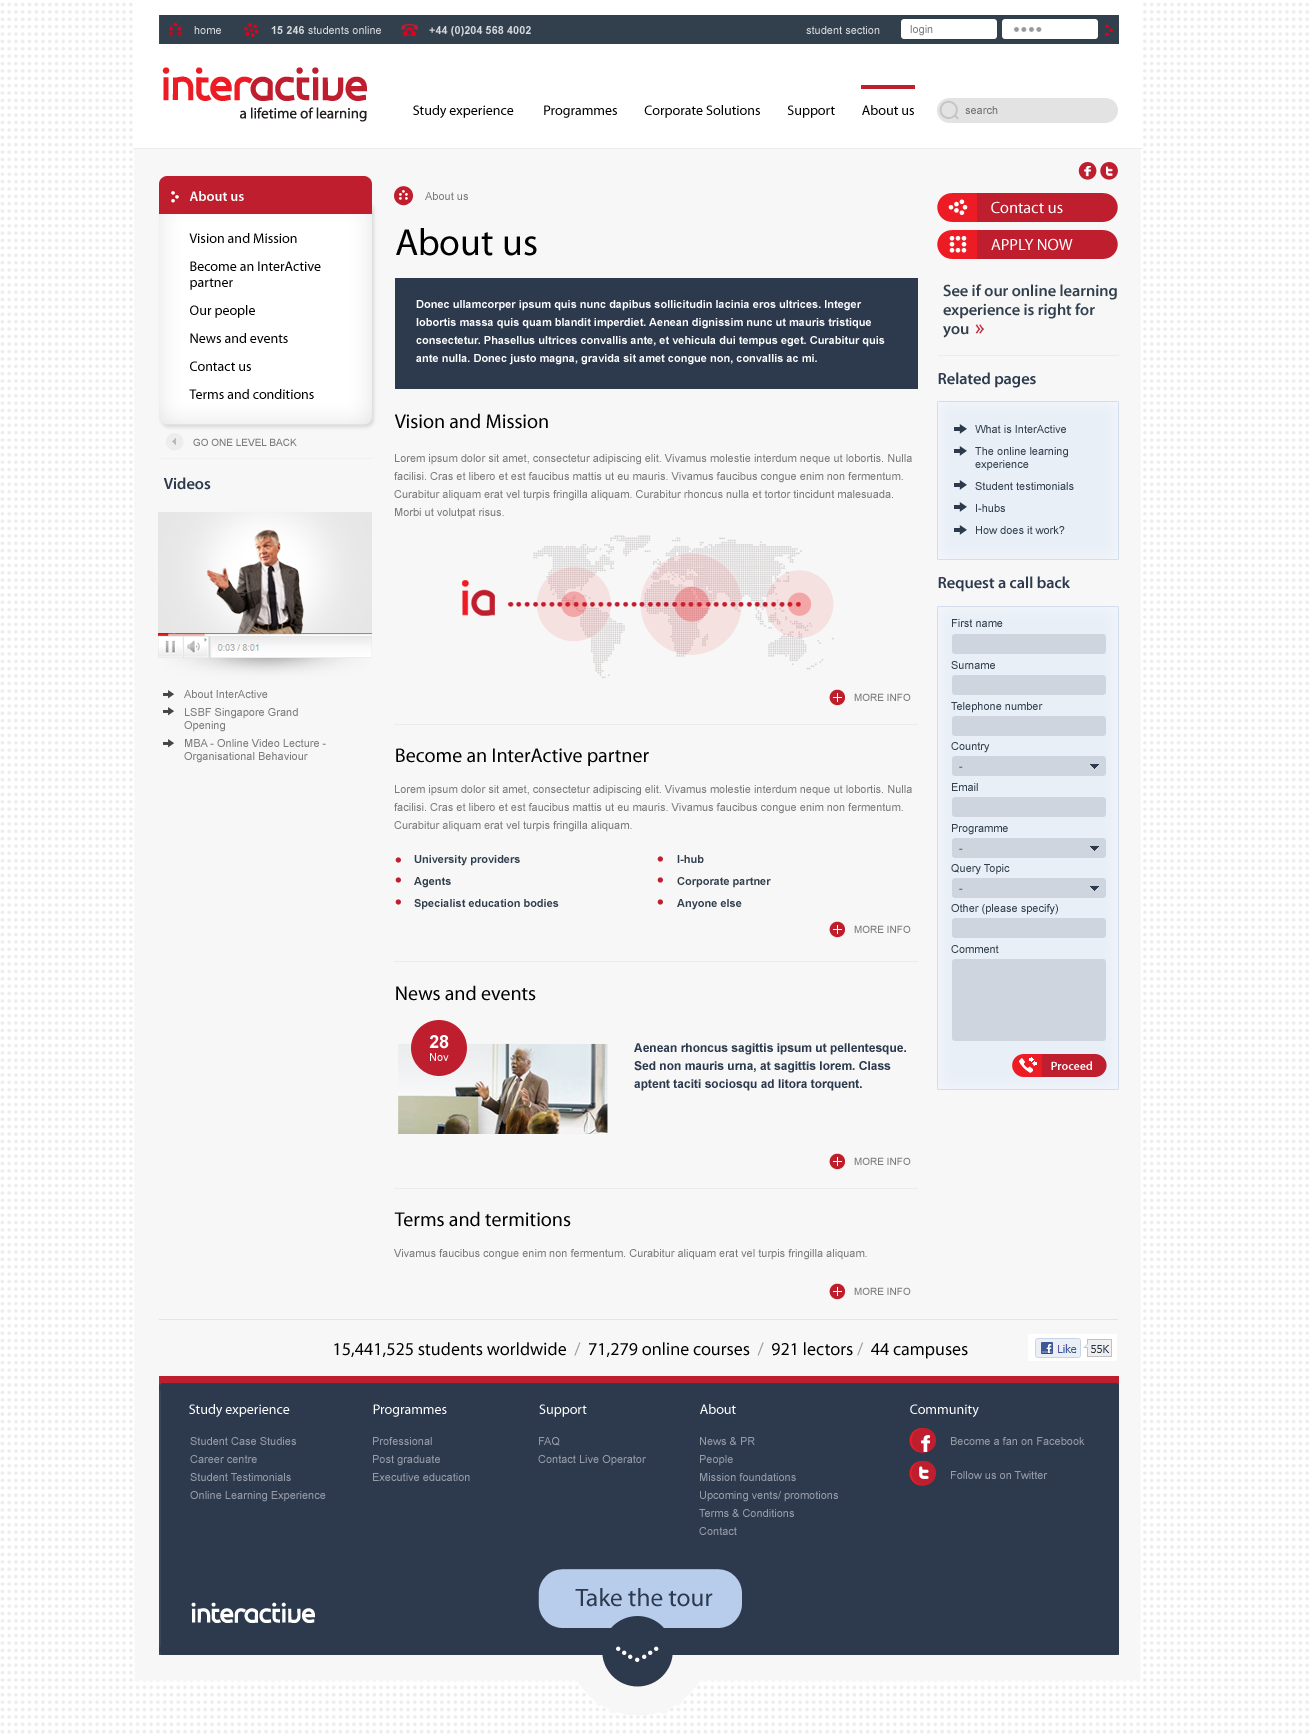 home
15 246 students online
+44 (0)204 568 4002
student section
login
interactive
a lifetime of learning
Study experience
Programmes
Corporate Solutions
Support
About us
search
About us
Vision and Mission
Become an InterActive
partner
Our people
News and events
Contact us
Terms and conditions
GO ONE LEVEL BACK
Videos
0:03 / 8:01
About InterActive
LSBF Singapore Grand
Opening
MBA - Online Video Lecture -
Organisational Behaviour
About us
About us
Donec ullamcorper ipsum quis nunc dapibus sollicitudin lacinia eros ultrices. Integer
lobortis massa quis quam blandit imperdiet. Aenean dignissim nunc ut mauris tristique
consectetur. Phasellus ultrices convallis ante, et vehicula dui tempus eget. Curabitur quis
ante nulla. Donec justo magna, gravida sit amet congue non, convallis ac mi.
Vision and Mission
Lorem ipsum dolor sit amet, consectetur adipiscing elit. Vivamus molestie interdum neque ut lobortis. Nulla
facilisi. Cras et libero et est faucibus mattis ut eu mauris. Vivamus faucibus congue enim non fermentum.
Curabitur aliquam erat vel turpis fringilla aliquam. Curabitur rhoncus nulla et tortor tincidunt malesuada.
Morbi ut volutpat risus.
ia
MORE INFO
Become an InterActive partner
Lorem ipsum dolor sit amet, consectetur adipiscing elit. Vivamus molestie interdum neque ut lobortis. Nulla
facilisi. Cras et libero et est faucibus mattis ut eu mauris. Vivamus faucibus congue enim non fermentum.
Curabitur aliquam erat vel turpis fringilla aliquam.
University providers
Agents
Specialist education bodies
I-hub
Corporate partner
Anyone else
MORE INFO
News and events
28
Nov
Aenean rhoncus sagittis ipsum ut pellentesque.
Sed non mauris urna, at sagittis lorem. Class
aptent taciti sociosqu ad litora torquent.
MORE INFO
Terms and termitions
Vivamus faucibus congue enim non fermentum. Curabitur aliquam erat vel turpis fringilla aliquam.
MORE INFO
Contact us
APPLY NOW
See if our online learning
experience is right for
you »
Related pages
What is InterActive
The online learning
experience
Student testimonials
I-hubs
How does it work?
Request a call back
First name
Surname
Telephone number
Country
-
Email
Programme
-
Query Topic
-
Other (please specify)
Comment
Proceed
15,441,525 students worldwide / 71,279 online courses / 921 lectors / 44 campuses
Like
55K
Study experience
Student Case Studies
Career centre
Student Testimonials
Online Learning Experience
Programmes
Professional
Post graduate
Executive education
Support
FAQ
Contact Live Operator
About
News & PR
People
Mission foundations
Upcoming vents/ promotions
Terms & Conditions
Contact
Community
Become a fan on Facebook
Follow us on Twitter
interactive
Take the tour